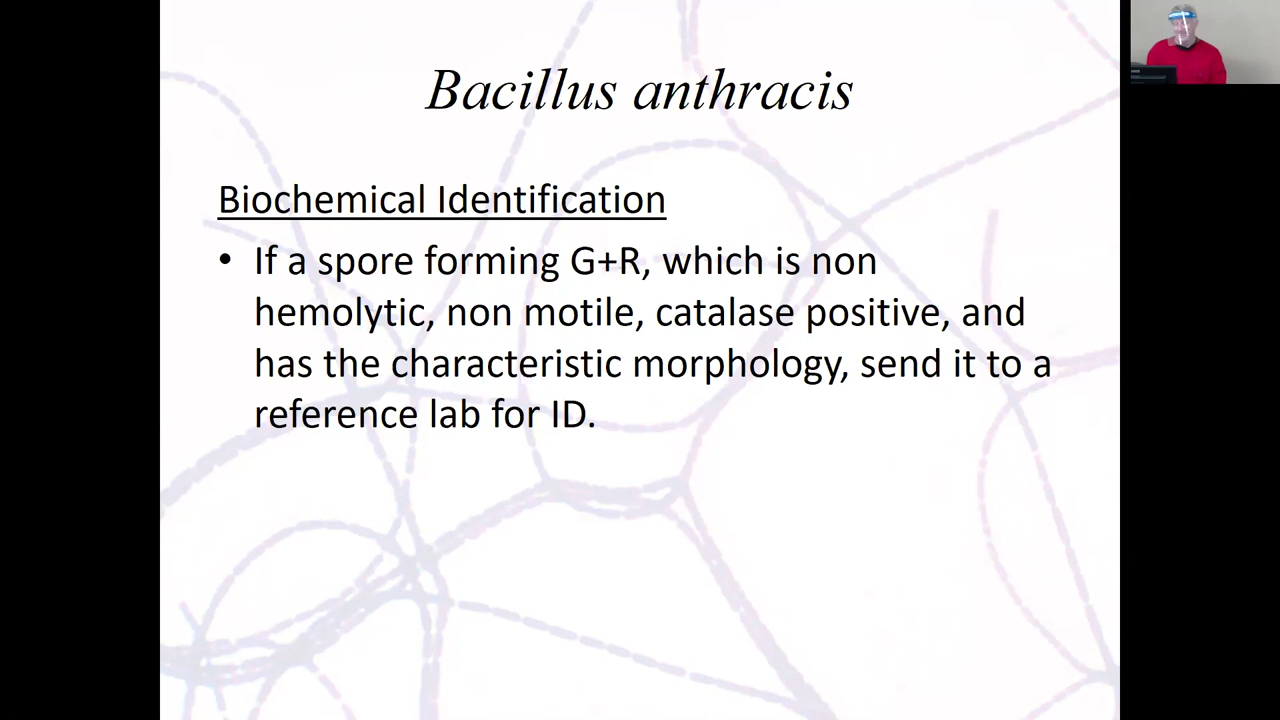 Bacillus anthracis
Biochemical Identification
• If a spore forming G+R, which is non
hemolytic, non motile, catalase positive, and
has the characteristic morphology, send it to a
reference lab for ID.